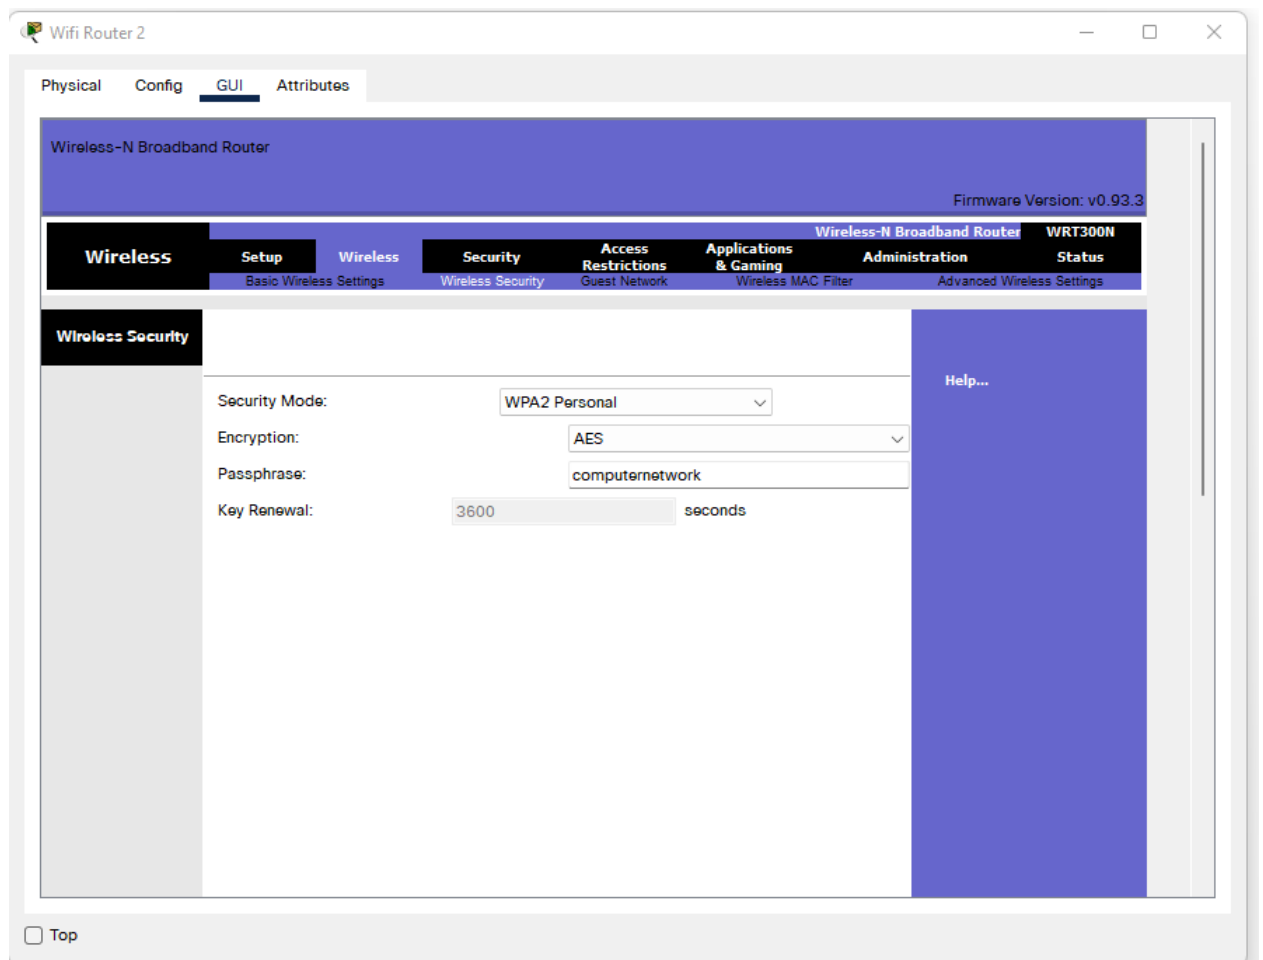 Wifi Router 2
Physical Config GUI Attributes
Wireless-N Broadband Router
Firmware Version: v0.93.3
Wireless-N Broadband Router WRT300N
Wireless Setup Wireless Security Access Restrictions Applications & Gaming Administration Status
Basic Wireless Settings Wireless Security Guest Network Wireless MAC Filter Advanced Wireless Settings
Wireless Security
Help...
Security Mode: WPA2 Personal
Encryption: AES
Passphrase: computernetwork
Key Renewal: 3600 seconds
Top